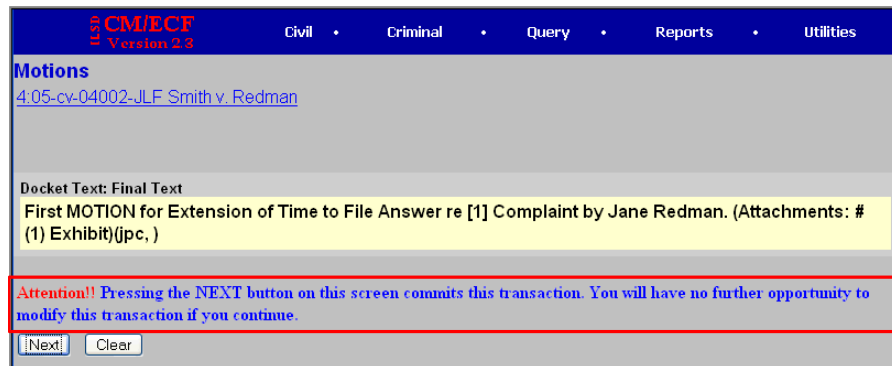 ILSD CM/ECF Civil • Criminal • Query • Reports • Utilities
Version 2.3
Motions
4:05-cv-04002-JLF Smith v. Redman
Docket Text: Final Text
First MOTION for Extension of Time to File Answer re [1] Complaint by Jane Redman. (Attachments: #
(1) Exhibit)(jpc, )
Attention!! Pressing the NEXT button on this screen commits this transaction. You will have no further opportunity to
modify this transaction if you continue.
Next Clear